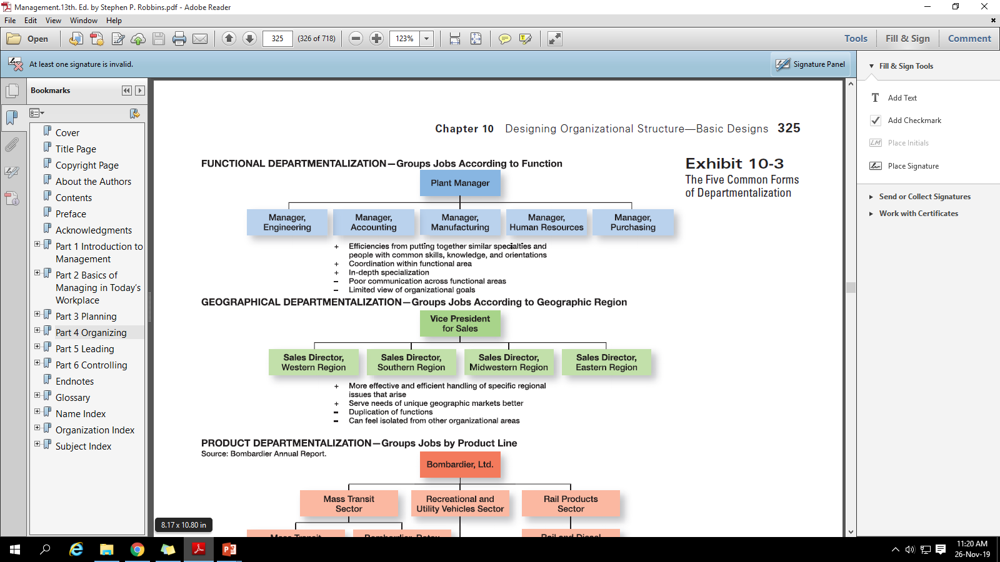 Management.13th. Ed. by Stephen P. Robbins.pdf - Adobe Reader
File Edit View Window Help
Open 325 (326 of 718) 123% Tools Fill & Sign Comment
At least one signature is invalid. Signature Panel
Bookmarks
Cover
Title Page
Copyright Page
About the Authors
Contents
Preface
Acknowledgments
Part 1 Introduction to
Management
Part 2 Basics of
Managing in Today's
Workplace
Part 3 Planning
Part 4 Organizing
Part 5 Leading
Part 6 Controlling
Endnotes
Glossary
Name Index
Organization Index
Subject Index
8.17 x 10.80 in
Chapter 10 Designing Organizational Structure—Basic Designs 325
Exhibit 10-3
The Five Common Forms
of Departmentalization
FUNCTIONAL DEPARTMENTALIZATION—Groups Jobs According to Function
Plant Manager
Manager,
Engineering
Manager,
Accounting
Manager,
Manufacturing
Manager,
Human Resources
Manager,
Purchasing
+ Efficiencies from putting together similar specialties and
people with common skills, knowledge, and orientations
+ Coordination within functional area
+ In-depth specialization
– Poor communication across functional areas
– Limited view of organizational goals
GEOGRAPHICAL DEPARTMENTALIZATION—Groups Jobs According to Geographic Region
Vice President
for Sales
Sales Director,
Western Region
Sales Director,
Southern Region
Sales Director,
Midwestern Region
Sales Director,
Eastern Region
+ More effective and efficient handling of specific regional
issues that arise
+ Serve needs of unique geographic markets better
– Duplication of functions
– Can feel isolated from other organizational areas
PRODUCT DEPARTMENTALIZATION—Groups Jobs by Product Line
Source: Bombardier Annual Report.
Bombardier, Ltd.
Mass Transit
Sector
Recreational and
Utility Vehicles Sector
Rail Products
Sector
Mass Transit
Bombardier-Rotax
Rail and Diesel
Fill & Sign Tools
T Add Text
Add Checkmark
LM Place Initials
Place Signature
Send or Collect Signatures
Work with Certificates
11:20 AM
26-Nov-19